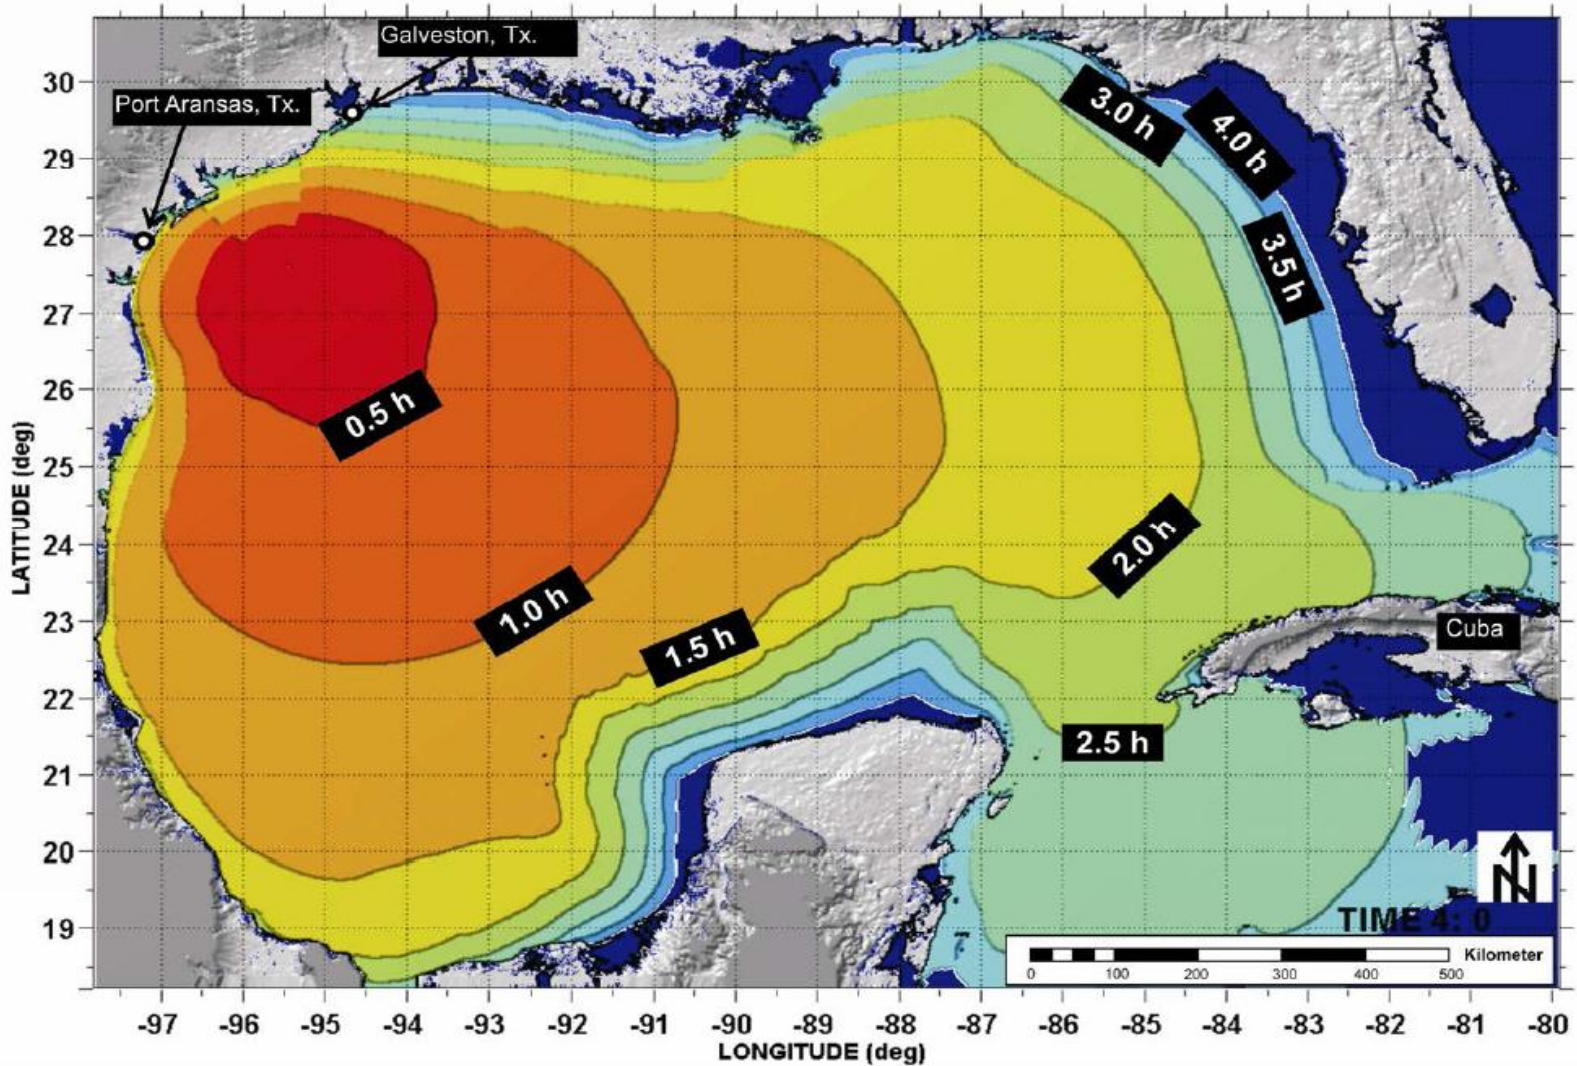 Galveston, Tx.
Port Aransas, Tx.
30
29
28
27
26
25
24
23
22
21
20
19
LATITUDE (deg)
3.0 h
4.0 h
3.5 h
0.5 h
1.0 h
1.5 h
2.0 h
2.5 h
Cuba
N
TIME 4: 0
Kilometer
0 100 200 300 400 500
-97 -96 -95 -94 -93 -92 -91 -90 -89 -88 -87 -86 -85 -84 -83 -82 -81 -80
LONGITUDE (deg)